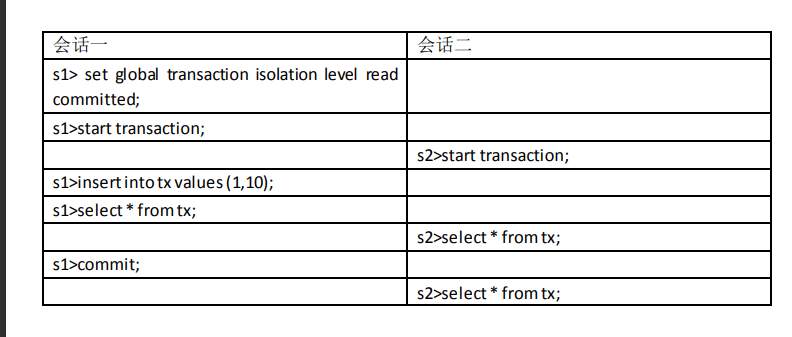 会话一 会话二
s1> set global transaction isolation level read
committed;
s1>start transaction;
s2>start transaction;
s1>insert into tx values (1,10);
s1>select * from tx;
s2>select * from tx;
s1>commit;
s2>select * from tx;